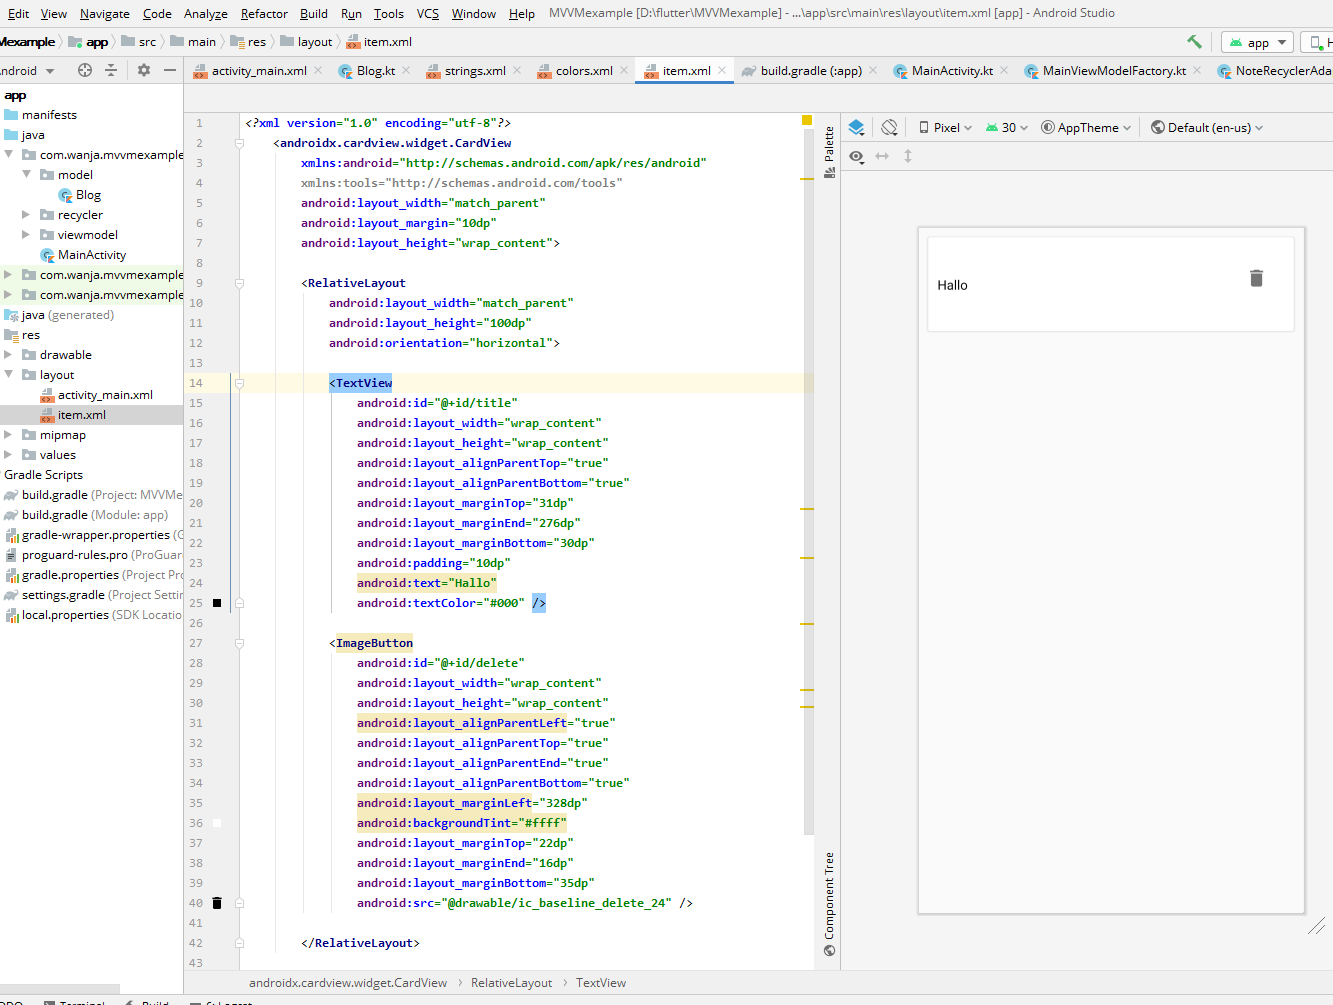 Edit View Navigate Code Analyze Refactor Build Run Tools VCS Window Help MVVMexample [D:\flutter\MVVMexample] - ...\app\src\main\res\layout\item.xml [app] - Android Studio
Mexample app src main res layout item.xml app
ndroid activity_main.xml Blog.kt strings.xml colors.xml item.xml build.gradle (:app) MainActivity.kt MainViewModelFactory.kt NoteRecyclerAda
app
manifests
java
com.wanja.mvvmexample
model
Blog
recycler
viewmodel
MainActivity
com.wanja.mvvmexample
com.wanja.mvvmexample
java (generated)
res
drawable
layout
activity_main.xml
item.xml
mipmap
values
Gradle Scripts
build.gradle (Project: MVVMe
build.gradle (Module: app)
gradle-wrapper.properties (G
proguard-rules.pro (ProGuar
gradle.properties (Project Pro
settings.gradle (Project Settin
local.properties (SDK Locatio
1 <?xml version="1.0" encoding="utf-8"?>
2 <androidx.cardview.widget.CardView
3 xmlns:android="http://schemas.android.com/apk/res/android"
4 xmlns:tools="http://schemas.android.com/tools"
5 android:layout_width="match_parent"
6 android:layout_margin="10dp"
7 android:layout_height="wrap_content">
8
9 <RelativeLayout
10 android:layout_width="match_parent"
11 android:layout_height="100dp"
12 android:orientation="horizontal">
13
14 <TextView
15 android:id="@+id/title"
16 android:layout_width="wrap_content"
17 android:layout_height="wrap_content"
18 android:layout_alignParentTop="true"
19 android:layout_alignParentBottom="true"
20 android:layout_marginTop="31dp"
21 android:layout_marginEnd="276dp"
22 android:layout_marginBottom="30dp"
23 android:padding="10dp"
24 android:text="Hallo"
25 android:textColor="#000" />
26
27 <ImageButton
28 android:id="@+id/delete"
29 android:layout_width="wrap_content"
30 android:layout_height="wrap_content"
31 android:layout_alignParentLeft="true"
32 android:layout_alignParentTop="true"
33 android:layout_alignParentEnd="true"
34 android:layout_alignParentBottom="true"
35 android:layout_marginLeft="328dp"
36 android:backgroundTint="#ffff"
37 android:layout_marginTop="22dp"
38 android:layout_marginEnd="16dp"
39 android:layout_marginBottom="35dp"
40 android:src="@drawable/ic_baseline_delete_24" />
41
42 </RelativeLayout>
43
androidx.cardview.widget.CardView RelativeLayout TextView
Palette
Component Tree
Pixel 30 AppTheme Default (en-us)
Hallo
Terminal Build Logcat